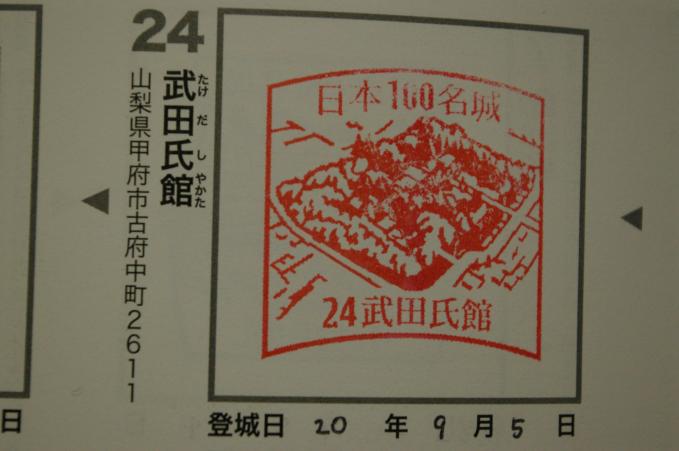 24
武田氏館
たけだしやかた
山梨県甲府市古府中町2611
日本100名城
24武田氏館
登城日 20 年 9 月 5 日
日